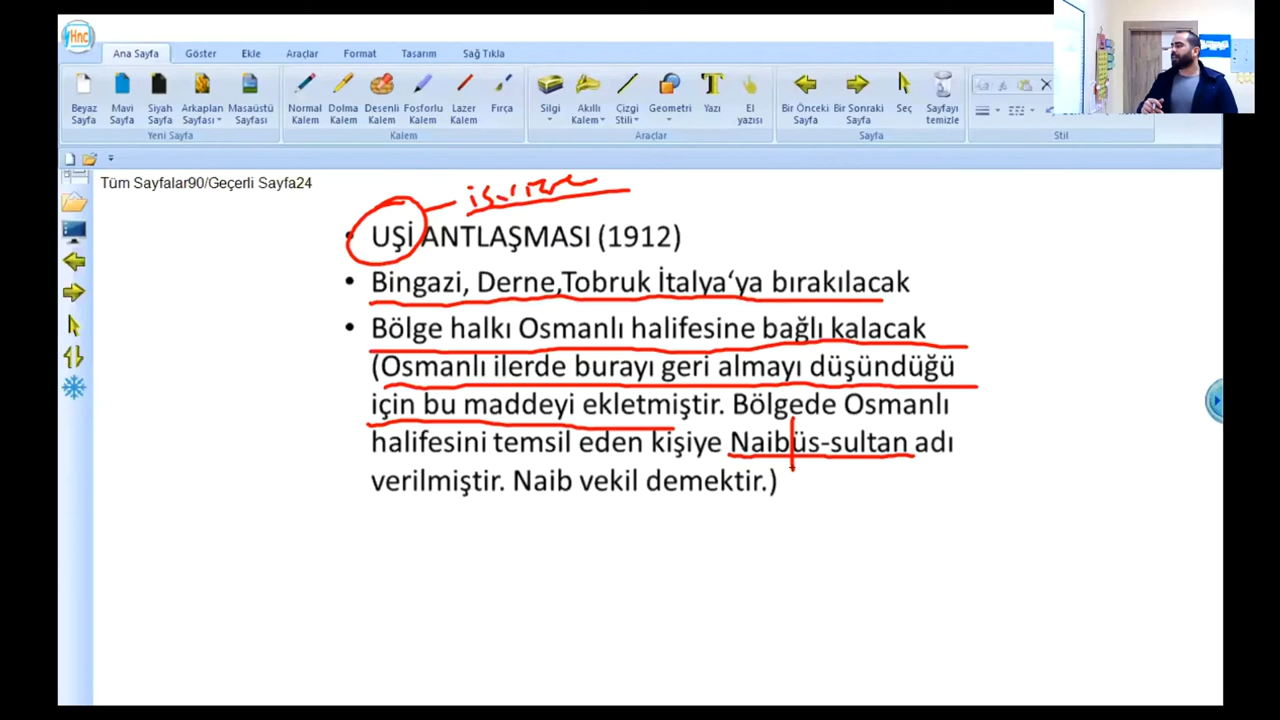 Hnc
Ana Sayfa Göster Ekle Araçlar Format Tasarım Sağ Tıkla
Beyaz Sayfa Mavi Sayfa Siyah Sayfa Arkaplan Sayfası Masaüstü Sayfası Normal Kalem Dolma Kalem Desenli Kalem Fosforlu Kalem Lazer Kalem Fırça Silgi Akıllı Kalem Çizgi Stili Geometri Yazı El yazısı Bir Önceki Sayfa Bir Sonraki Sayfa Seç Sayfayı temizle
Yeni Sayfa Kalem Araçlar Sayfa Stil
Tüm Sayfalar90/Geçerli Sayfa24
• UŞİ ANTLAŞMASI (1912)
• Bingazi, Derne,Tobruk İtalya‘ya bırakılacak
• Bölge halkı Osmanlı halifesine bağlı kalacak
(Osmanlı ilerde burayı geri almayı düşündüğü
için bu maddeyi ekletmiştir. Bölgede Osmanlı
halifesini temsil eden kişiye Naibüs-sultan adı
verilmiştir. Naib vekil demektir.)